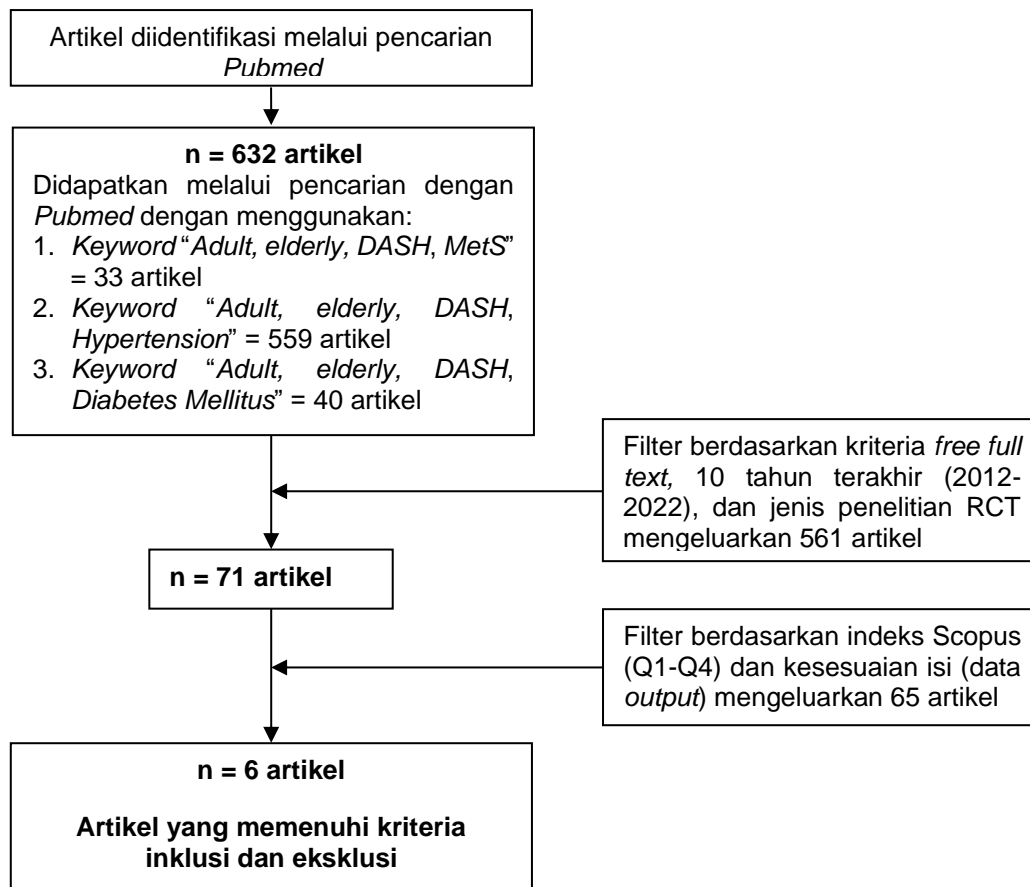 Artikel diidentifikasi melalui pencarian
Pubmed
n = 632 artikel
Didapatkan melalui pencarian dengan
Pubmed dengan menggunakan:
1. Keyword “Adult, elderly, DASH, MetS”
= 33 artikel
2. Keyword “Adult, elderly, DASH,
Hypertension” = 559 artikel
3. Keyword “Adult, elderly, DASH,
Diabetes Mellitus” = 40 artikel
Filter berdasarkan kriteria free full
text, 10 tahun terakhir (2012-
2022), dan jenis penelitian RCT
mengeluarkan 561 artikel
n = 71 artikel
Filter berdasarkan indeks Scopus
(Q1-Q4) dan kesesuaian isi (data
output) mengeluarkan 65 artikel
n = 6 artikel
Artikel yang memenuhi kriteria
inklusi dan eksklusi